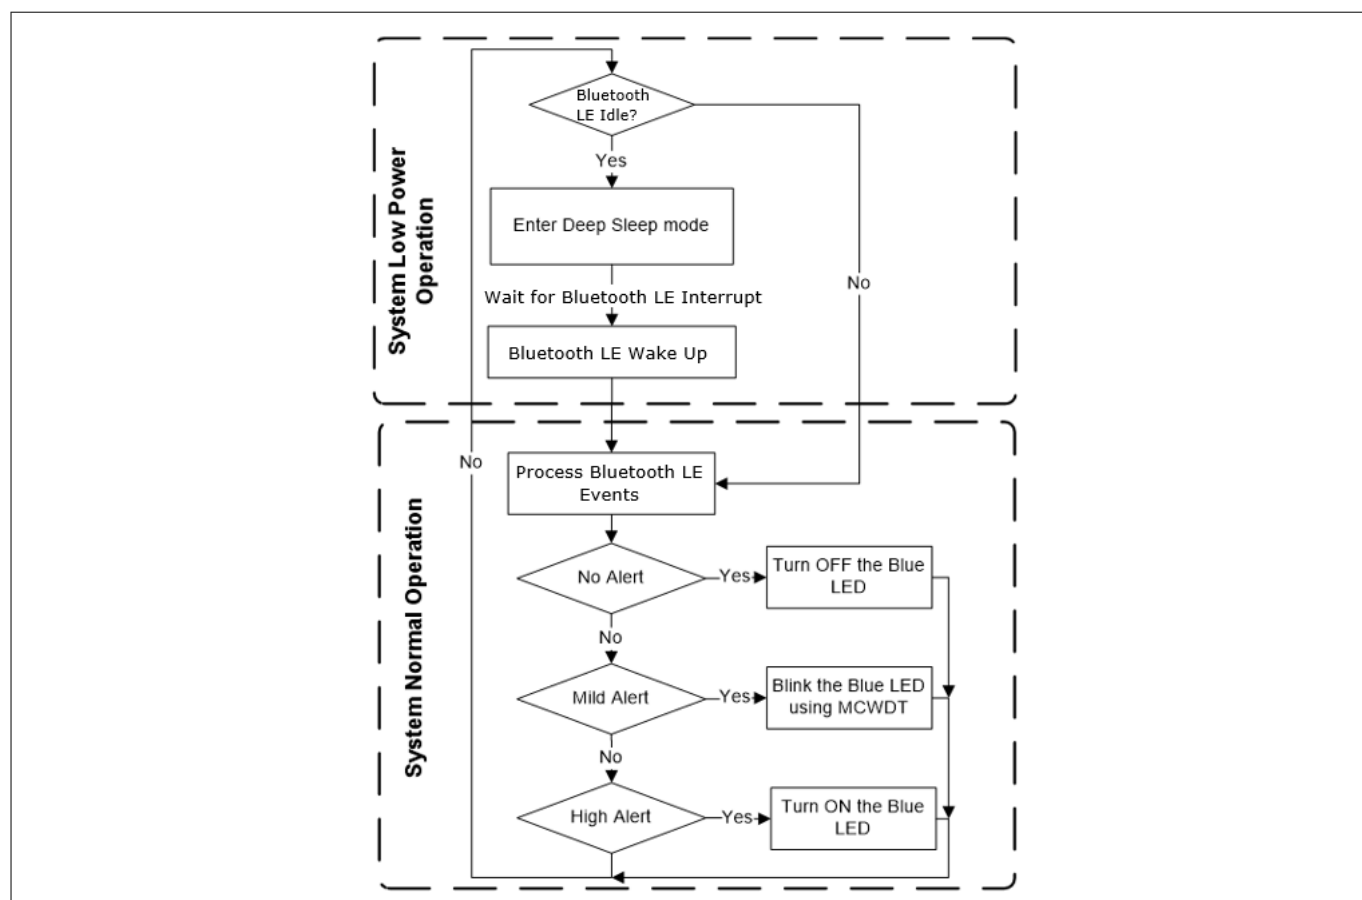 Bluetooth
LE Idle?
Yes
Enter Deep Sleep mode
Wait for Bluetooth LE Interrupt
Bluetooth LE Wake Up
No
System Low Power
Operation
No
Process Bluetooth LE
Events
No Alert
Yes
Turn OFF the Blue
LED
No
Mild Alert
Yes
Blink the Blue LED
using MCWDT
No
High Alert
Yes
Turn ON the Blue
LED
System Normal Operation